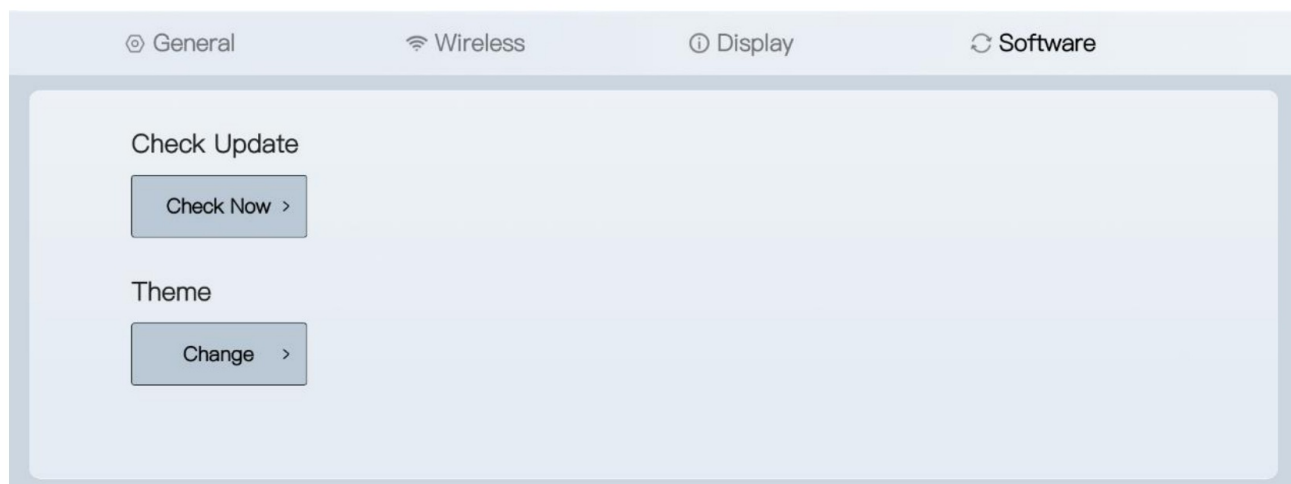 General Wireless Display Software
Check Update
Check Now >
Theme
Change >